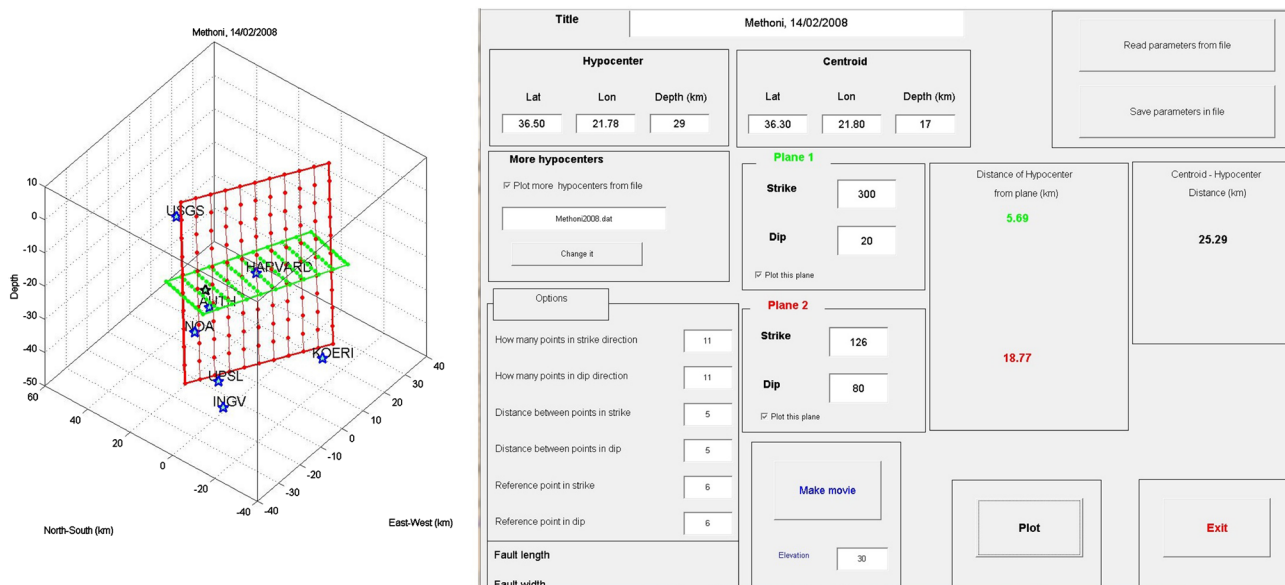 Methoni, 14/02/2008
10
0
-10
-20
-30
-40
-50
Depth
60
40
20
0
-20
-40
North-South (km)
-40
-30
-20
-10
0
10
20
30
40
East-West (km)
USGS
HARVARD
AUTH
NOA
KOERI
UPSL
INGV
Title
Methoni, 14/02/2008
Read parameters from file
Save parameters in file
Hypocenter
Lat Lon Depth (km)
36.50 21.78 29
Centroid
Lat Lon Depth (km)
36.30 21.80 17
More hypocenters
Plot more hypocenters from file
Methoni2008.dat
Change it
Plane 1
Strike 300
Dip 20
Plot this plane
Distance of Hypocenter
from plane (km)
5.69
18.77
Centroid - Hypocenter
Distance (km)
25.29
Options
How many points in strike direction 11
How many points in dip direction 11
Distance between points in strike 5
Distance between points in dip 5
Reference point in strike 6
Reference point in dip 6
Fault length
Fault width
Plane 2
Strike 126
Dip 80
Plot this plane
Make movie
Elevation 30
Plot
Exit